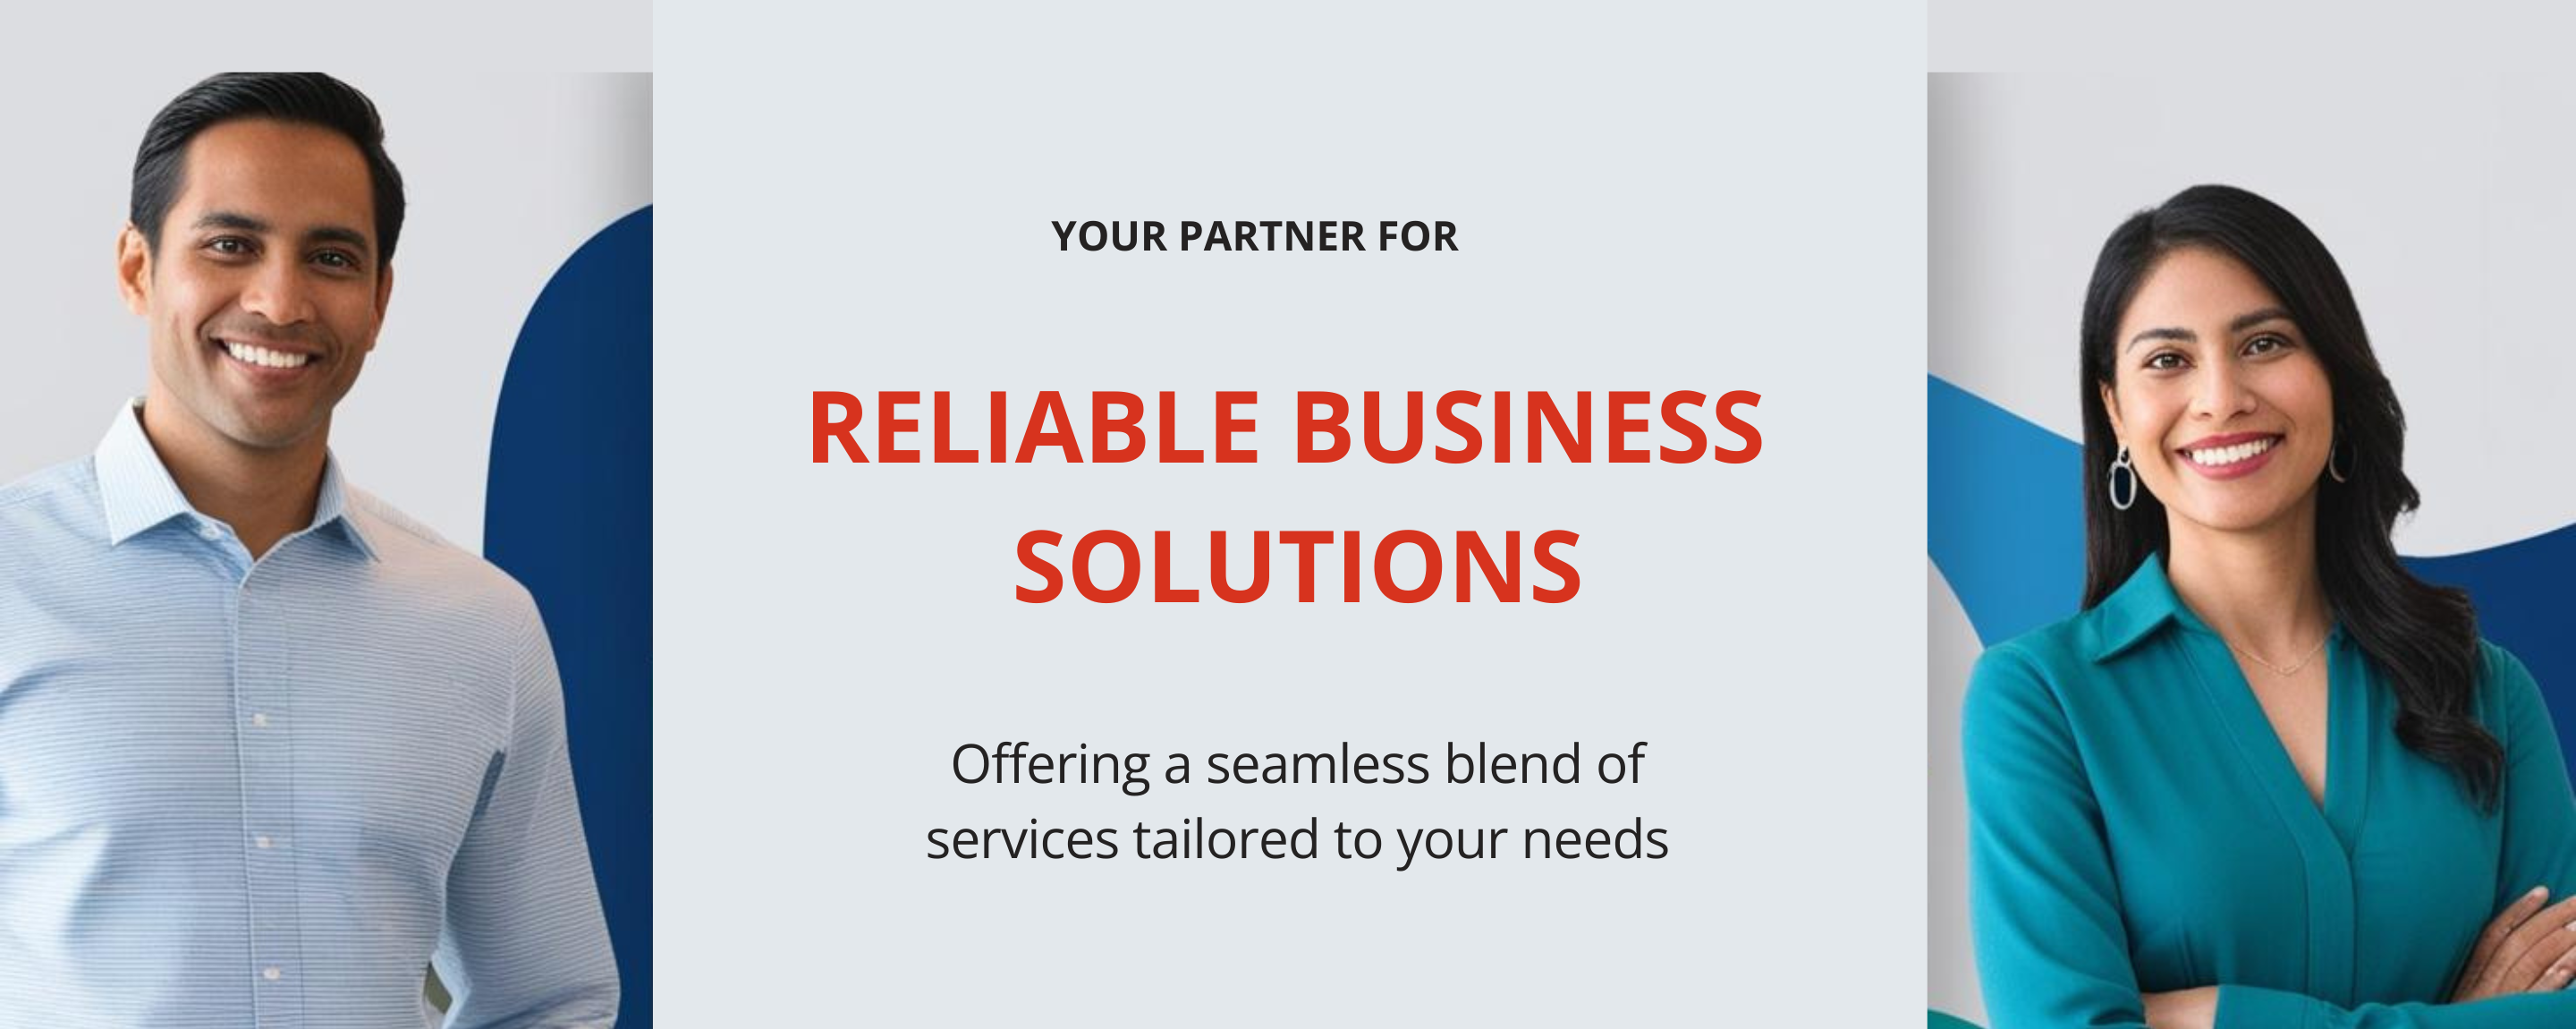 YOUR PARTNER FOR
RELIABLE BUSINESS
SOLUTIONS
Offering a seamless blend of
services tailored to your needs